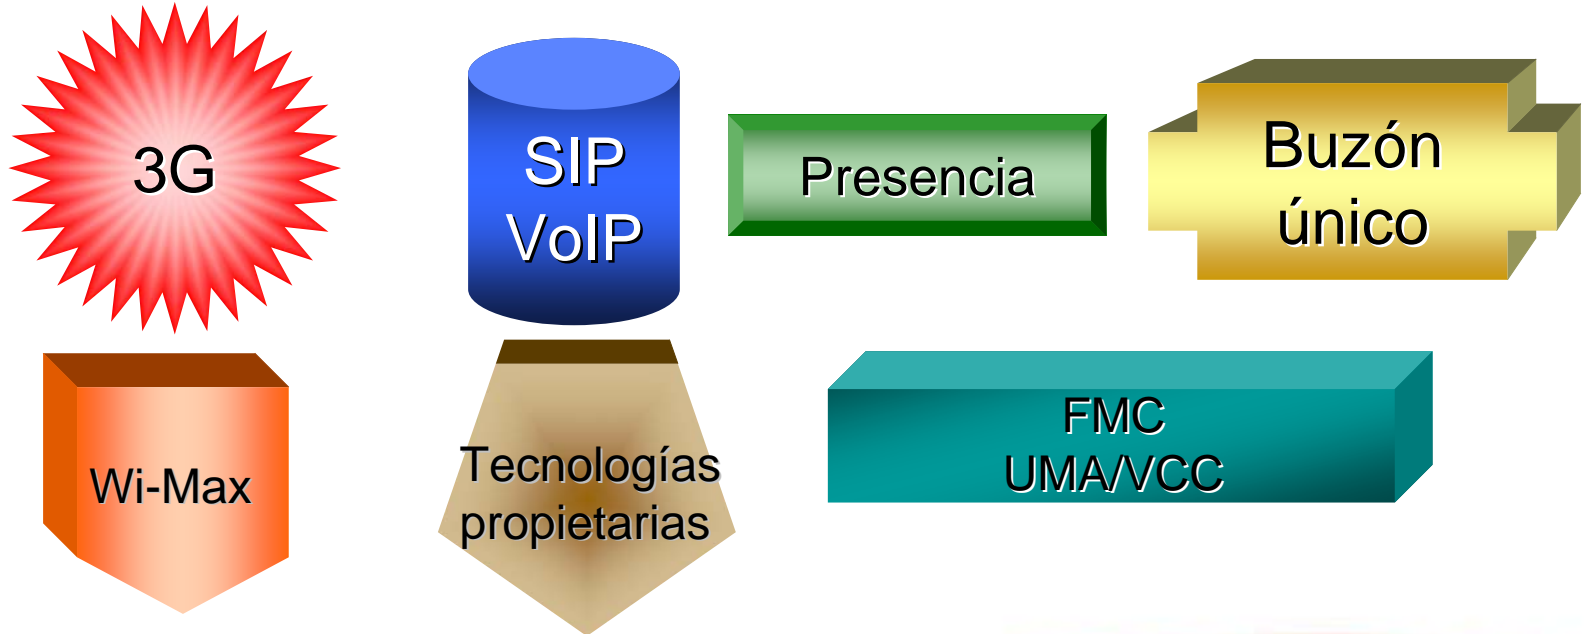 3G
SIP
VoIP
Presencia
Buzón
único
Wi-Max
Tecnologías
propietarias
FMC
UMA/VCC